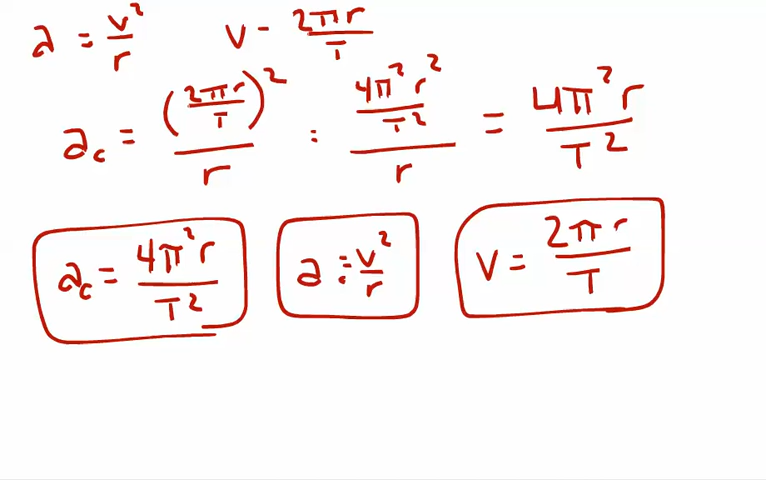 a = v²/r v - 2πr/T
a_c = (2πr/T)²/r : (4π²r²/T²)/r = 4π²r/T²
a_c = 4π²r/T² a = v²/r v = 2πr/T